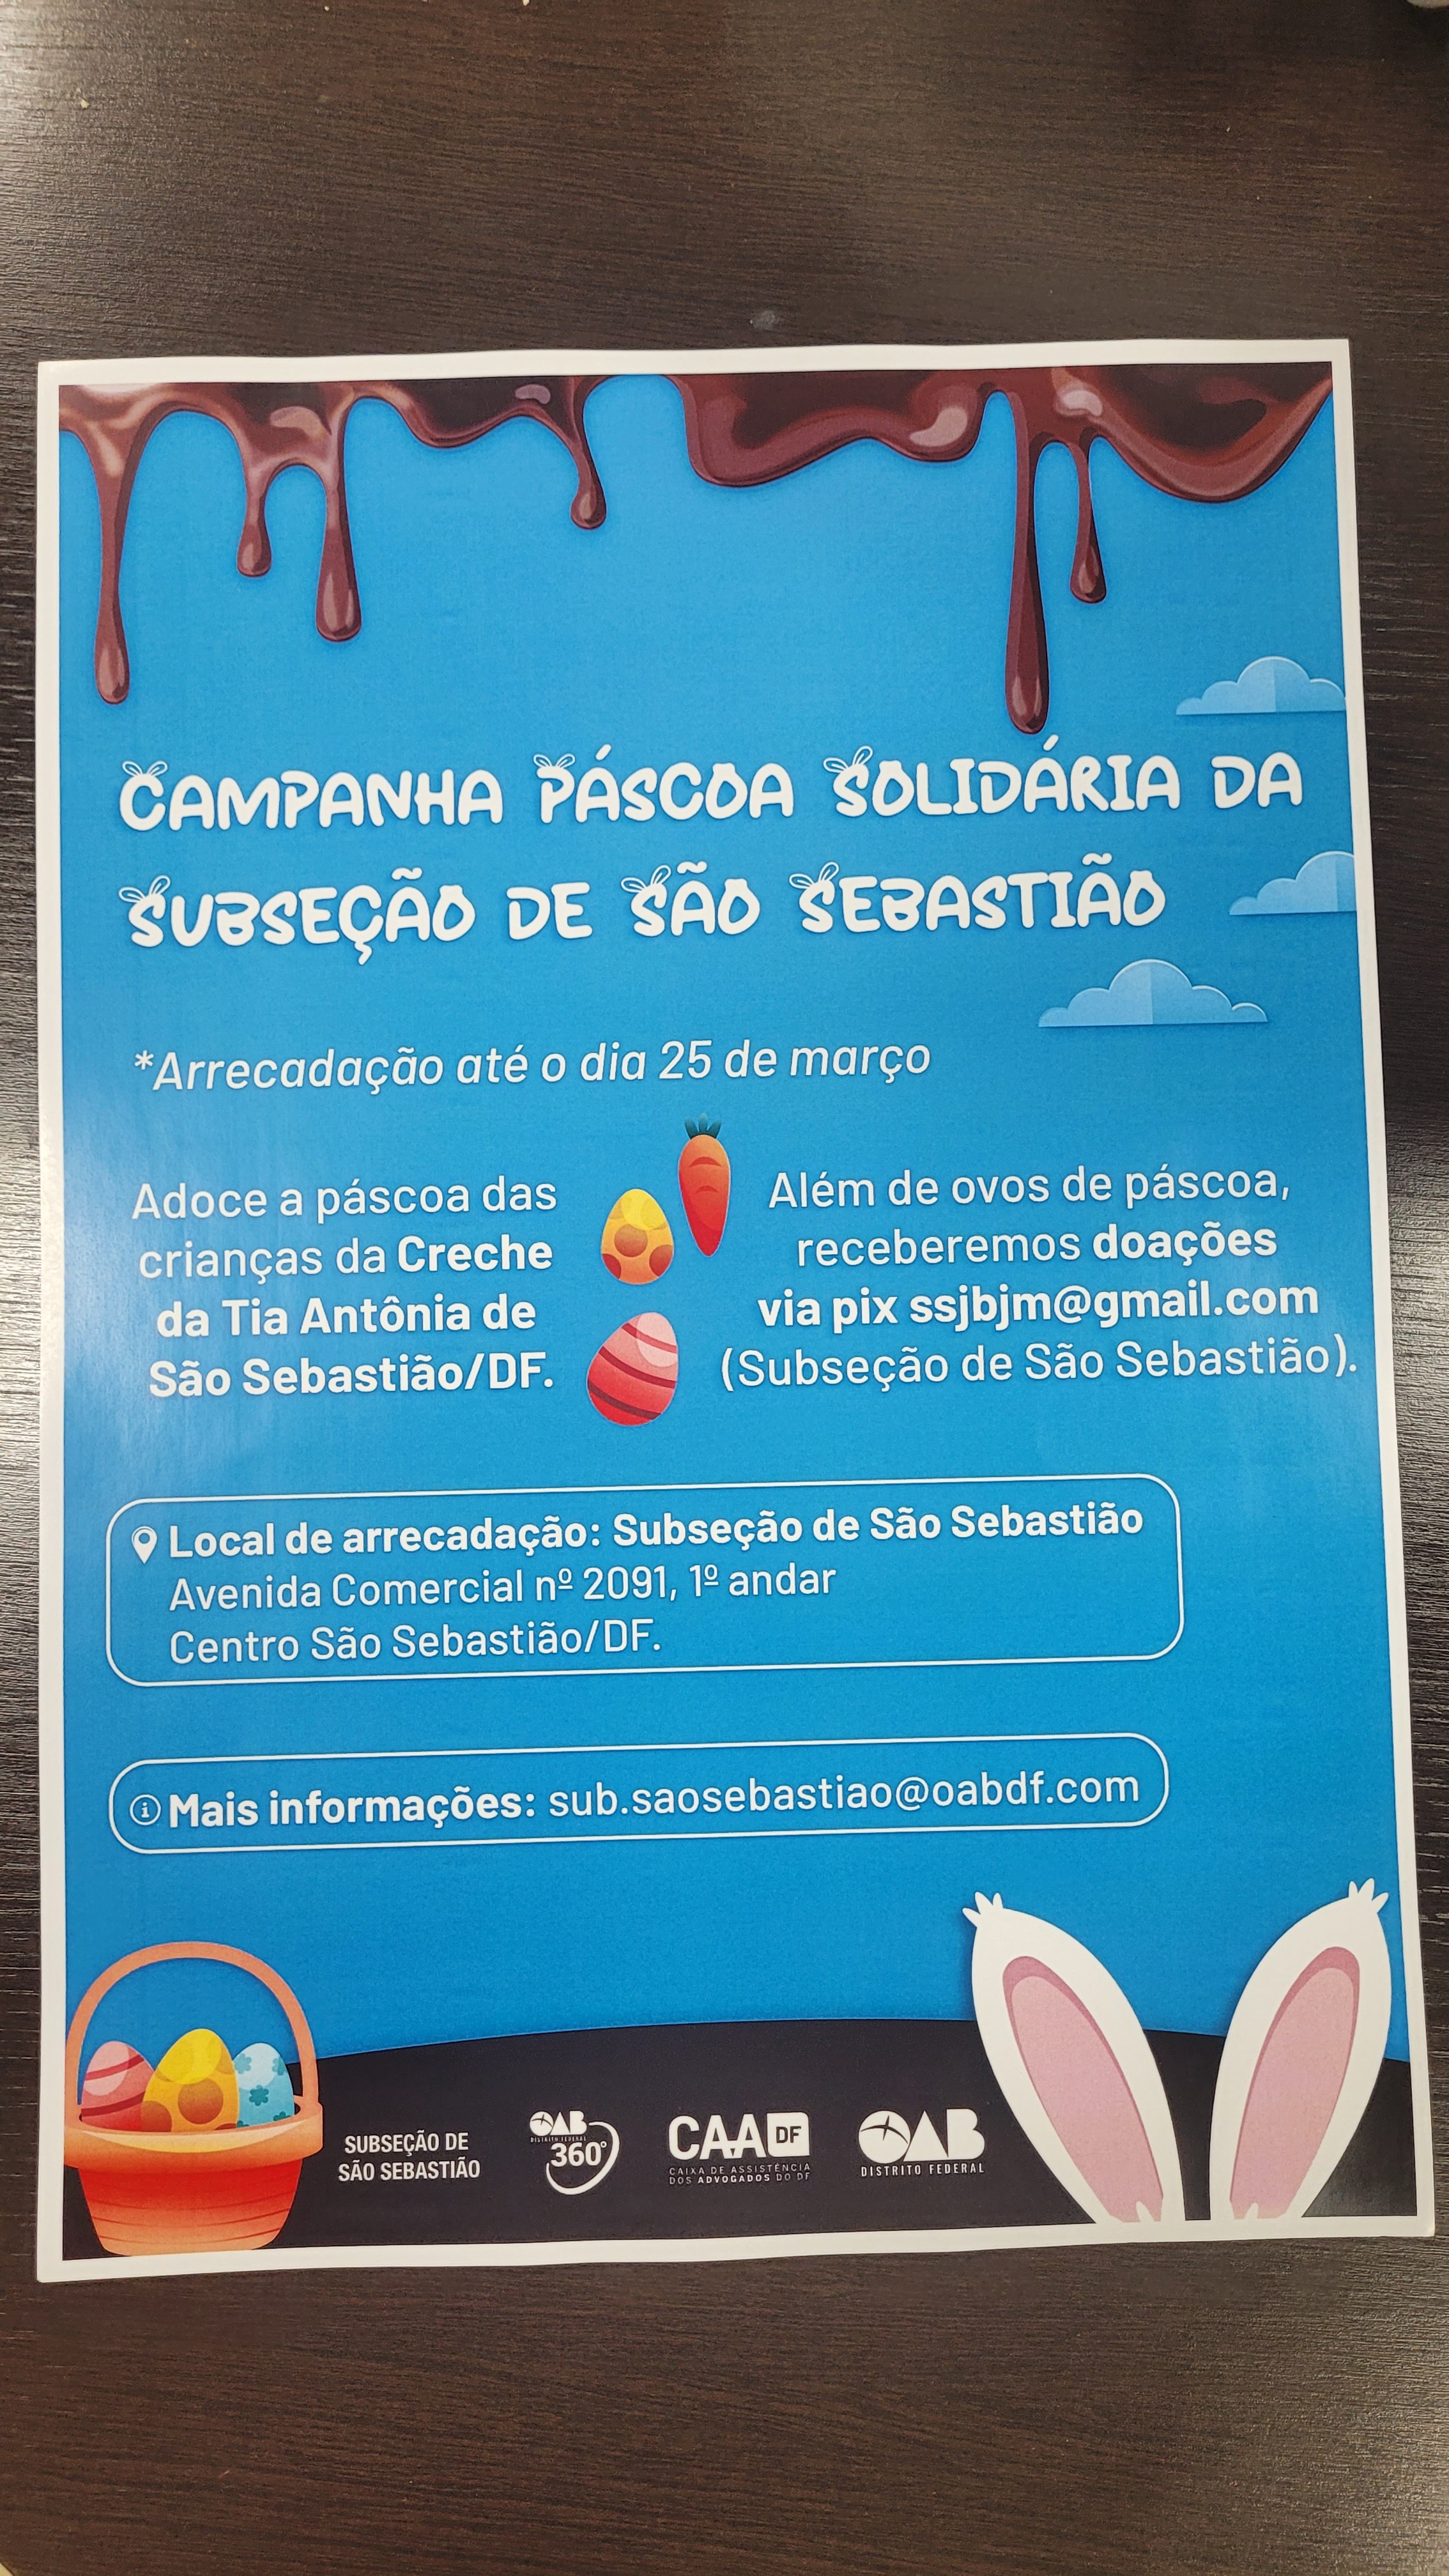 CAMPANHA PÁSCOA SOLIDÁRIA DA
SUBSEÇÃO DE SÃO SEBASTIÃO
*Arrecadação até o dia 25 de março
Adoce a páscoa das
crianças da Creche
da Tia Antônia de
São Sebastião/DF.
Além de ovos de páscoa,
receberemos doações
via pix ssjbjm@gmail.com
(Subseção de São Sebastião).
Local de arrecadação: Subseção de São Sebastião
Avenida Comercial nº 2091, 1º andar
Centro São Sebastião/DF.
Mais informações: sub.saosebastiao@oabdf.com
SUBSEÇÃO DE
SÃO SEBASTIÃO
OAB
DISTRITO FEDERAL
360°
CAA DF
CAIXA DE ASSISTÊNCIA
DOS ADVOGADOS DO DF
OAB
DISTRITO FEDERAL